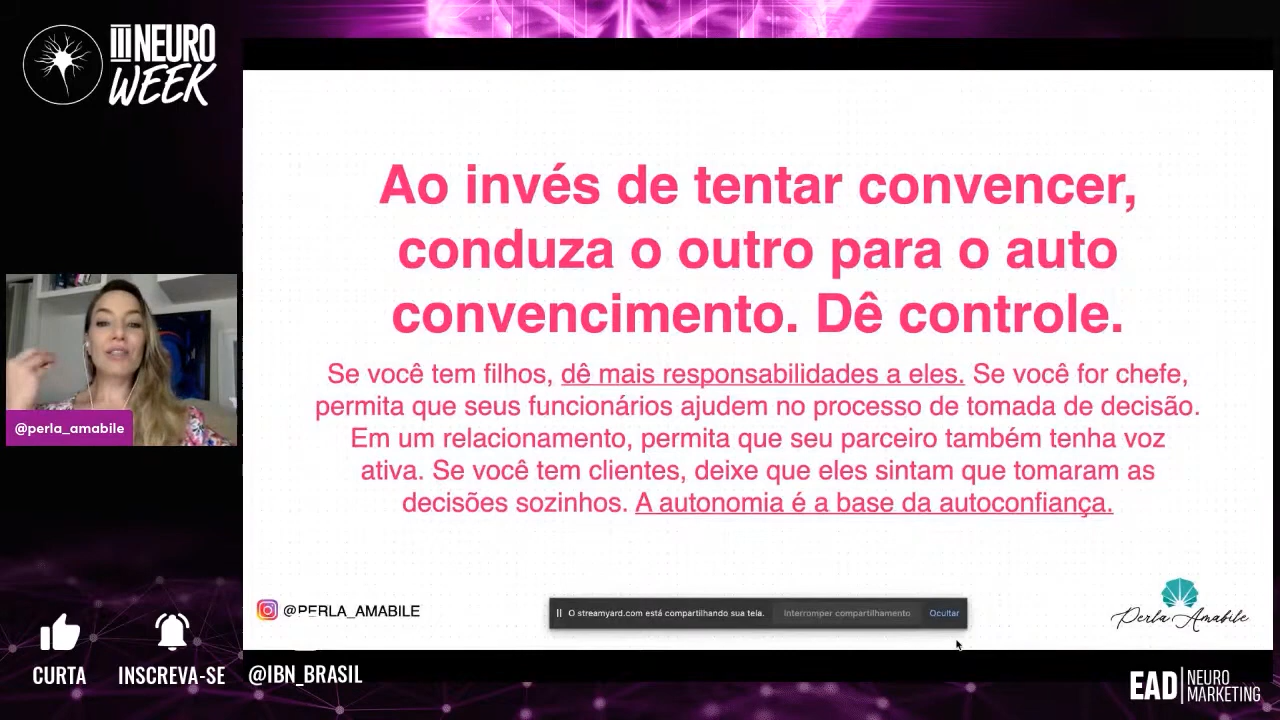 III NEURO
WEEK
Ao invés de tentar convencer,
conduza o outro para o auto
convencimento. Dê controle.
Se você tem filhos, dê mais responsabilidades a eles. Se você for chefe,
permita que seus funcionários ajudem no processo de tomada de decisão.
Em um relacionamento, permita que seu parceiro também tenha voz
ativa. Se você tem clientes, deixe que eles sintam que tomaram as
decisões sozinhos. A autonomia é a base da autoconfiança.
@perla_amabile
@PERLA_AMABILE
O streamyard.com está compartilhando sua tela. Interromper compartilhamento Ocultar
Perla Amabile
CURTA
INSCREVA-SE
@IBN_BRASIL
EAD NEURO
MARKETING